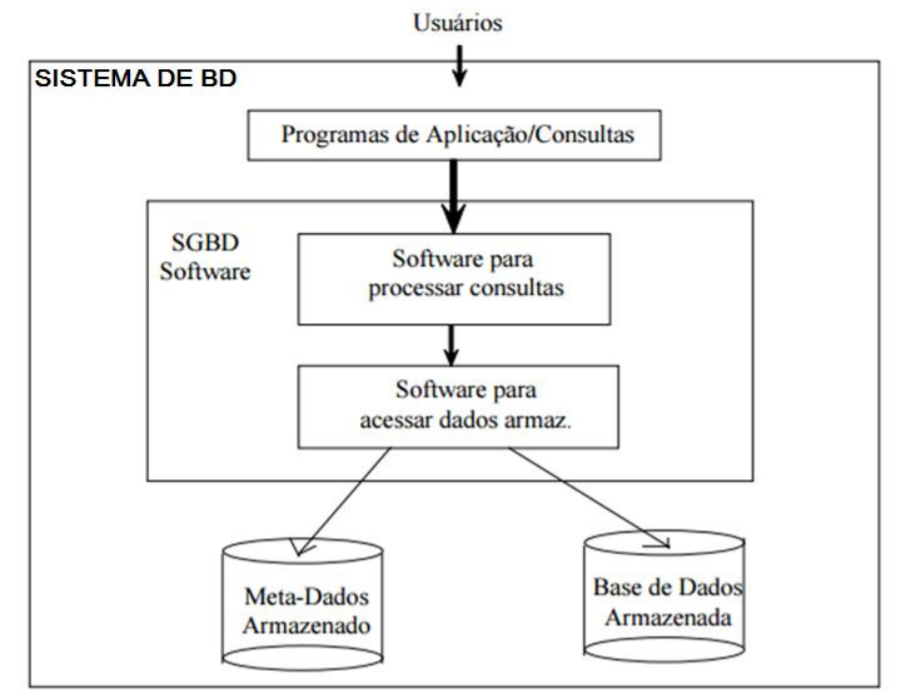 Usuários
SISTEMA DE BD
Programas de Aplicação/Consultas
SGBD
Software
Software para
processar consultas
Software para
acessar dados armaz.
Meta-Dados
Armazenado
Base de Dados
Armazenada